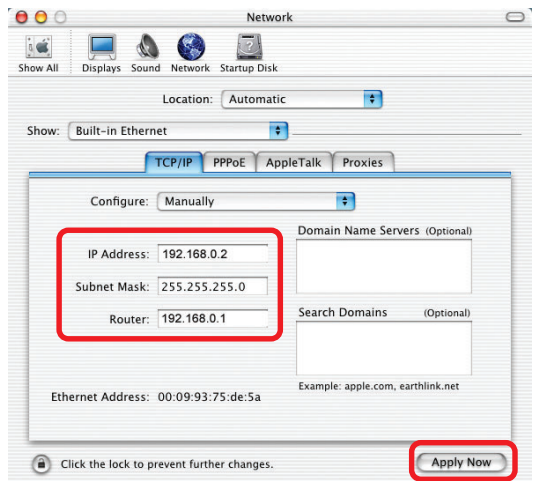 Network
?
Show All Displays Sound Network Startup Disk
Location: Automatic
Show: Built-in Ethernet
TCP/IP PPPoE AppleTalk Proxies
Configure: Manually
Domain Name Servers (Optional)
IP Address: 192.168.0.2
Subnet Mask: 255.255.255.0
Search Domains (Optional)
Router: 192.168.0.1
Example: apple.com, earthlink.net
Ethernet Address: 00:09:93:75:de:5a
Click the lock to prevent further changes.
Apply Now